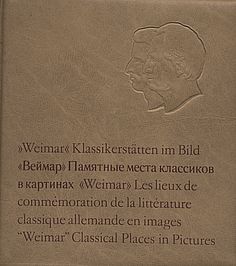 »Weimar« Klassikerstätten im Bild
«Веймар» Памятные места классиков
в картинах «Weimar» Les lieux de
commémoration de la littérature
classique allemande en images
“Weimar” Classical Places in Pictures